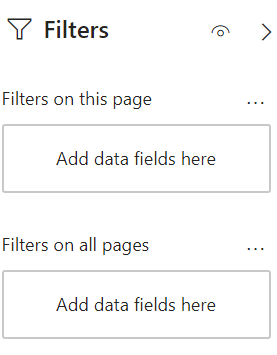 Filters
Filters on this page
Add data fields here
Filters on all pages
Add data fields here